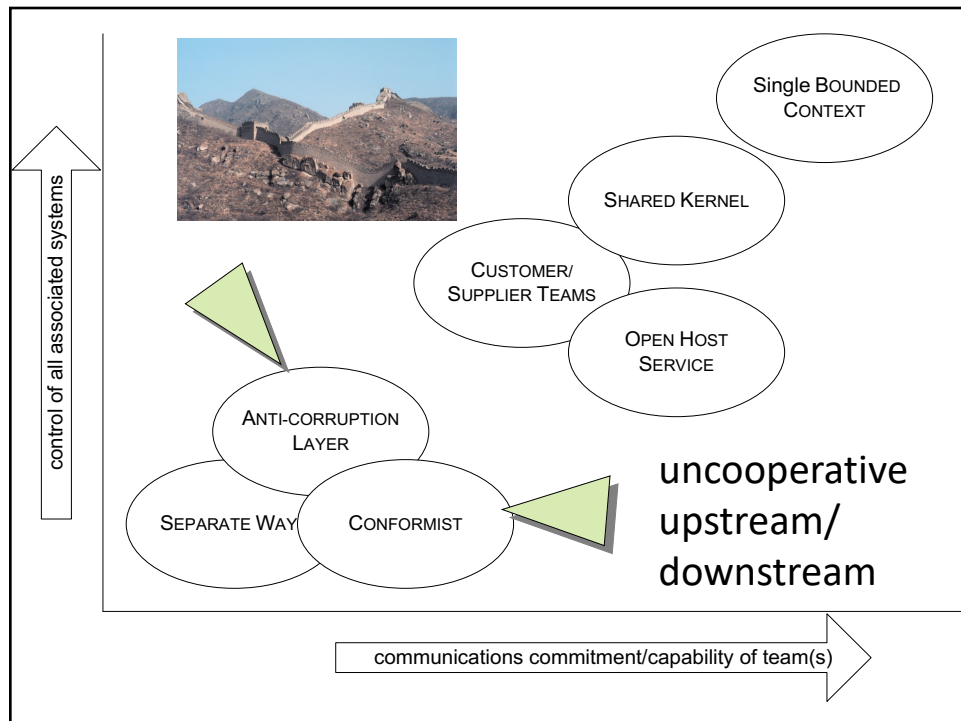 Single BOUNDED
CONTEXT
SHARED KERNEL
CUSTOMER/
SUPPLIER TEAMS
OPEN HOST
SERVICE
control of all associated systems
ANTI-CORRUPTION
LAYER
SEPARATE WAY
CONFORMIST
uncooperative
upstream/
downstream
communications commitment/capability of team(s)